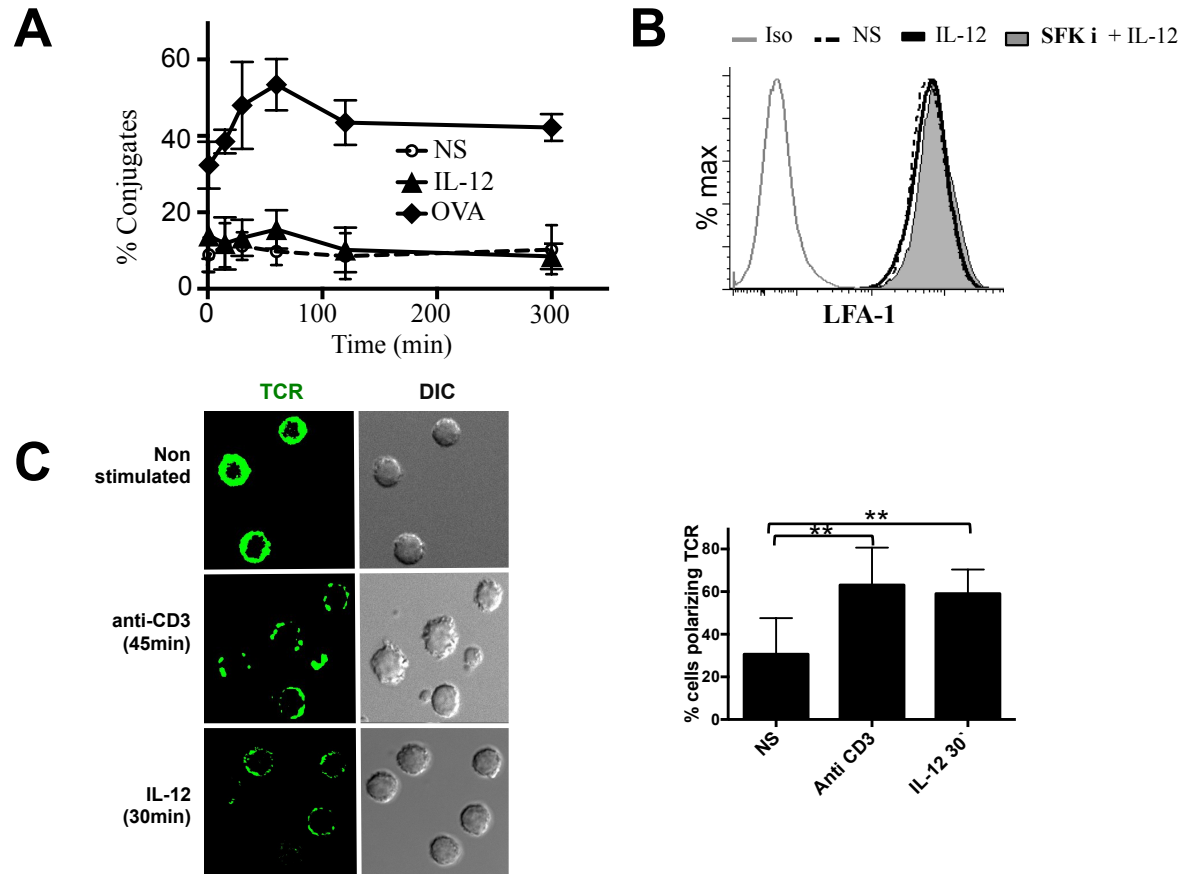 A
% Conjugates
60
40
20
0
0 100 200 300
Time (min)
NS
IL-12
OVA
B
Iso NS IL-12 SFK i + IL-12
% max
LFA-1
C
TCR DIC
Non
stimulated
anti-CD3
(45min)
IL-12
(30min)
% cells polarizing TCR
80
60
40
20
0
** **
NS Anti CD3 IL-12 30`